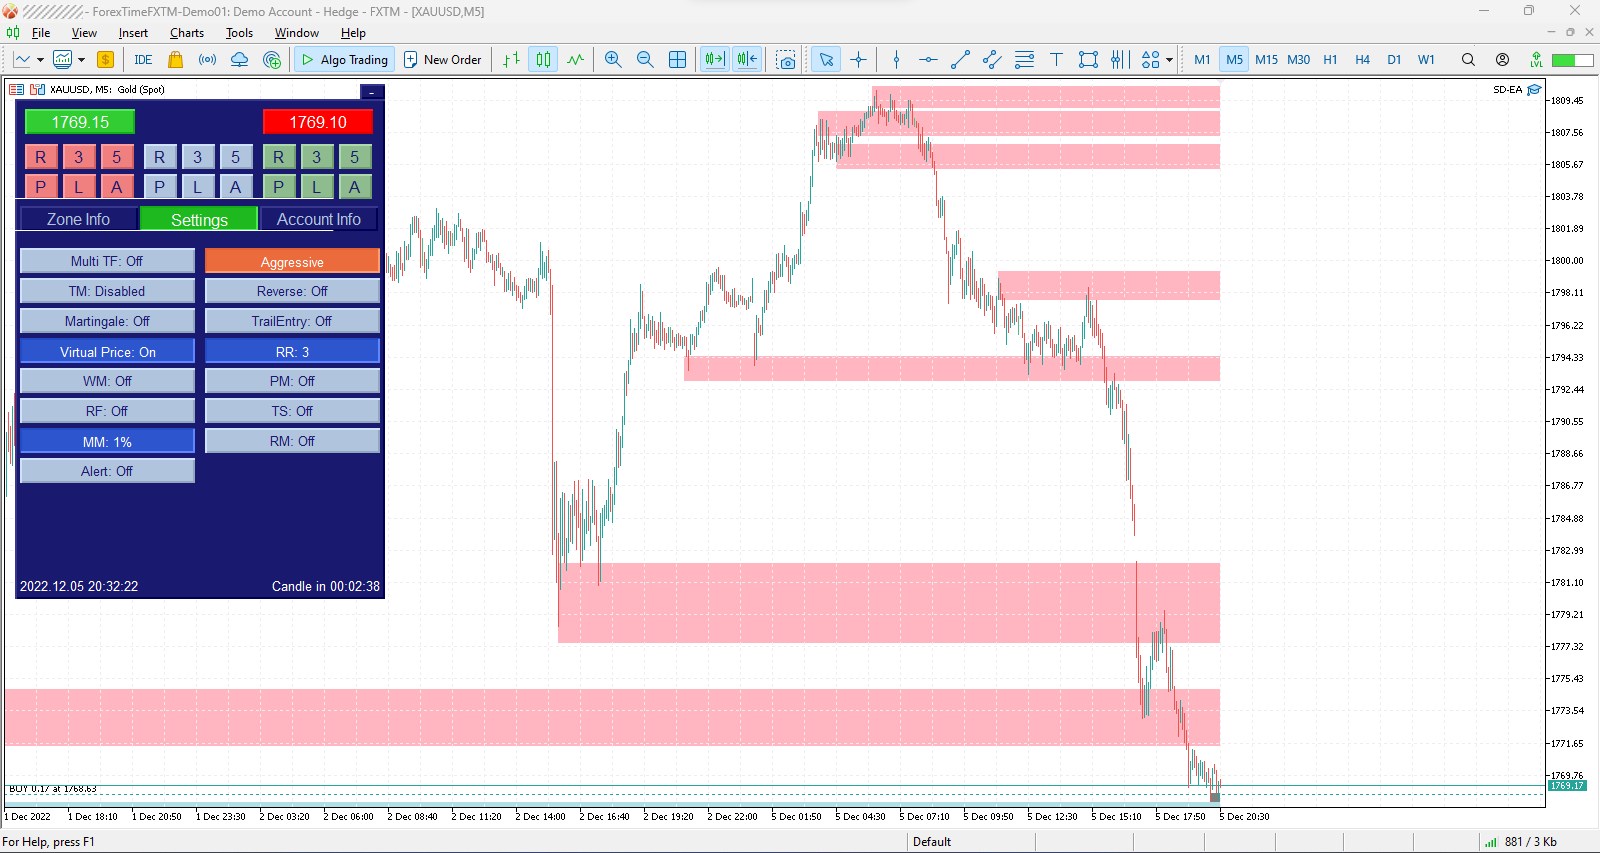 - ForexTimeFXTM-Demo01: Demo Account - Hedge - FXTM - [XAUUSD,M5]
File View Insert Charts Tools Window Help
IDE Algo Trading New Order T M1 M5 M15 M30 H1 H4 D1 W1 LVL
XAUUSD, M5: Gold (Spot)
SD-EA
1769.15 1769.10
R 3 5 R 3 5 R 3 5
P L A P L A P L A
Zone Info Settings Account Info
Multi TF: Off Aggressive
TM: Disabled Reverse: Off
Martingale: Off TrailEntry: Off
Virtual Price: On RR: 3
WM: Off PM: Off
RF: Off TS: Off
MM: 1% RM: Off
Alert: Off
2022.12.05 20:32:22 Candle in 00:02:38
1809.45
1807.56
1805.67
1803.78
1801.89
1800.00
1798.11
1796.22
1794.33
1792.44
1790.55
1788.66
1786.77
1784.88
1782.99
1781.10
1779.21
1777.32
1775.43
1773.54
1771.65
1769.76
1769.17
BUY 0.17 at 1768.63
1 Dec 2022 1 Dec 18:10 1 Dec 20:50 1 Dec 23:30 2 Dec 03:20 2 Dec 06:00 2 Dec 08:40 2 Dec 11:20 2 Dec 14:00 2 Dec 16:40 2 Dec 19:20 2 Dec 22:00 5 Dec 01:50 5 Dec 04:30 5 Dec 07:10 5 Dec 09:50 5 Dec 12:30 5 Dec 15:10 5 Dec 17:50 5 Dec 20:30
For Help, press F1 Default 881 / 3 Kb